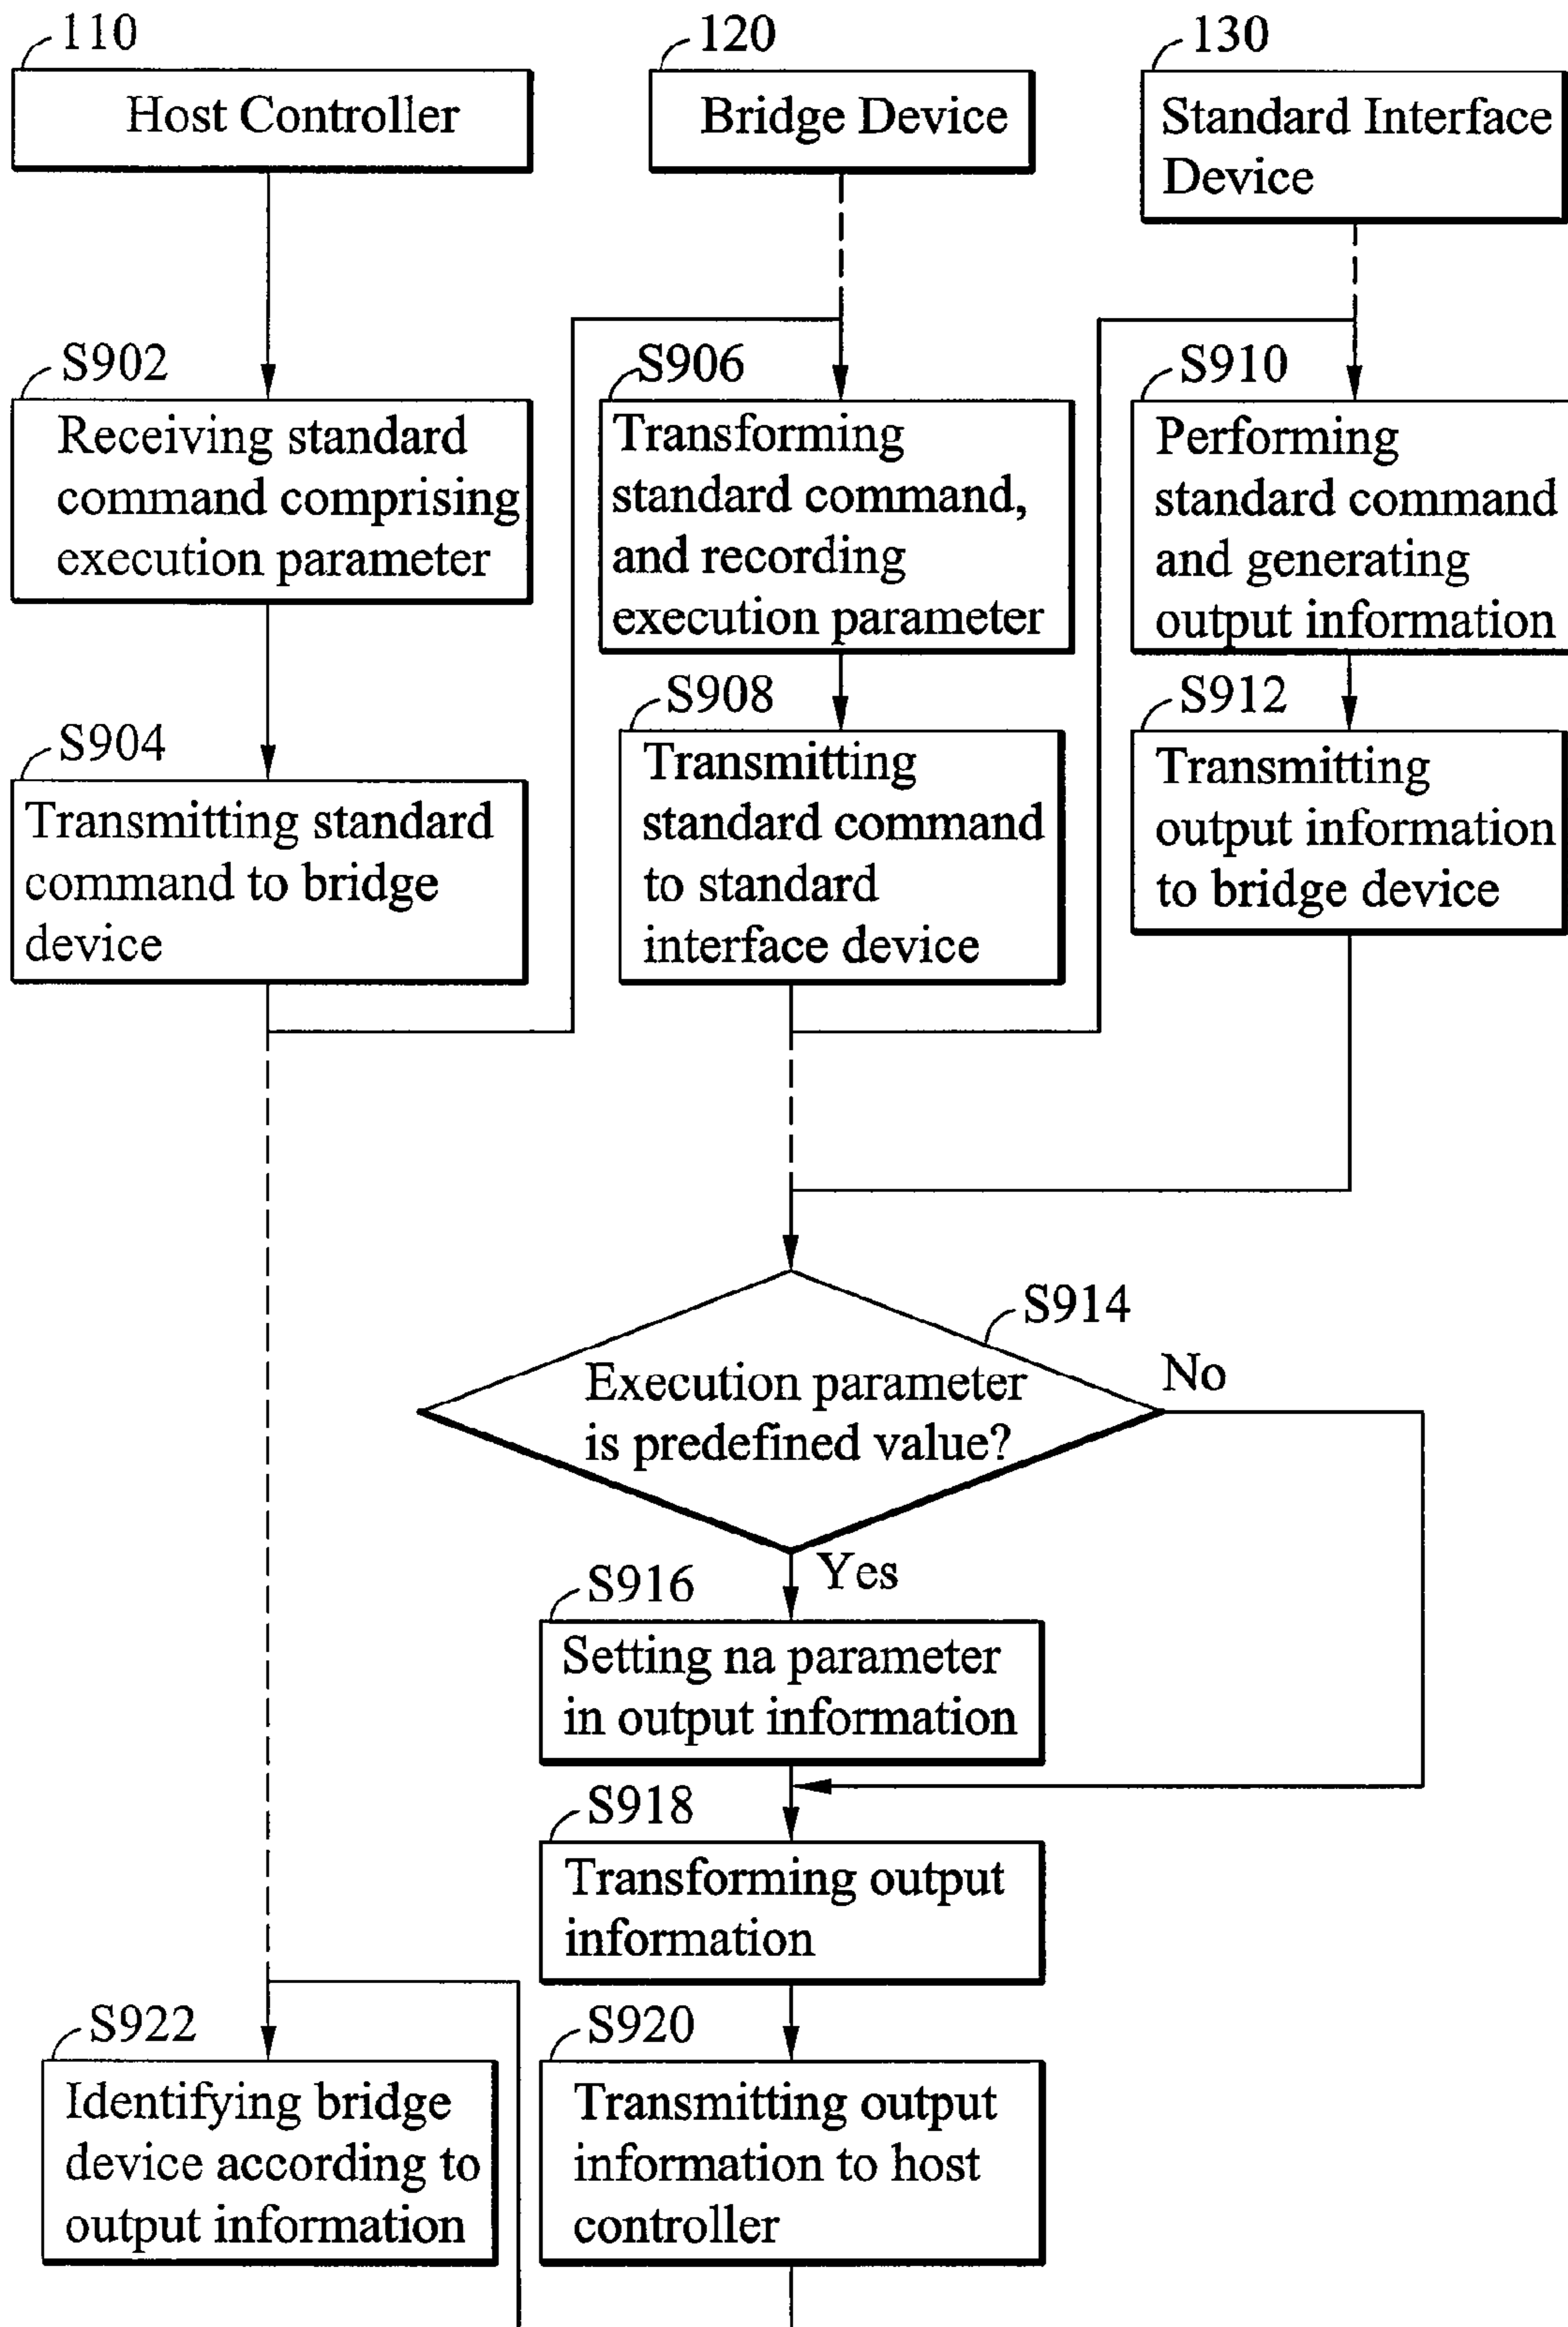 110
Host Controller
120
Bridge Device
130
Standard Interface
Device
S902
Receiving standard
command comprising
execution parameter
S904
Transmitting standard
command to bridge
device
S906
Transforming
standard command,
and recording
execution parameter
S908
Transmitting
standard command
to standard
interface device
S910
Performing
standard command
and generating
output information
S912
Transmitting
output information
to bridge device
S914
Execution parameter
is predefined value?
No
Yes
S916
Setting na parameter
in output information
S918
Transforming output
information
S920
Transmitting output
information to host
controller
S922
Identifying bridge
device according to
output information